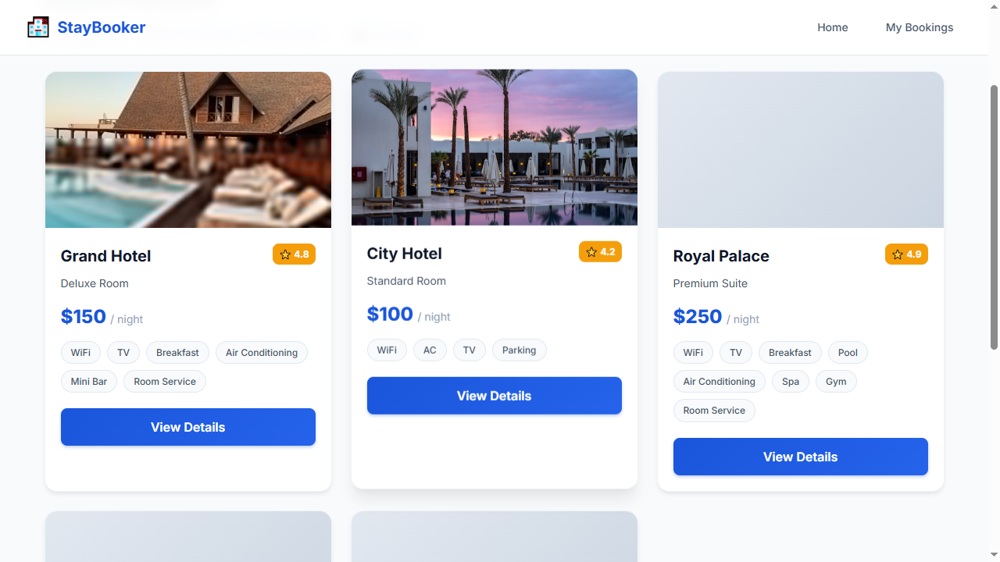 StayBooker
Home
My Bookings
Grand Hotel
4.8
Deluxe Room
$150 / night
WiFi
TV
Breakfast
Air Conditioning
Mini Bar
Room Service
View Details
City Hotel
4.2
Standard Room
$100 / night
WiFi
AC
TV
Parking
View Details
Royal Palace
4.9
Premium Suite
$250 / night
WiFi
TV
Breakfast
Pool
Air Conditioning
Spa
Gym
Room Service
View Details